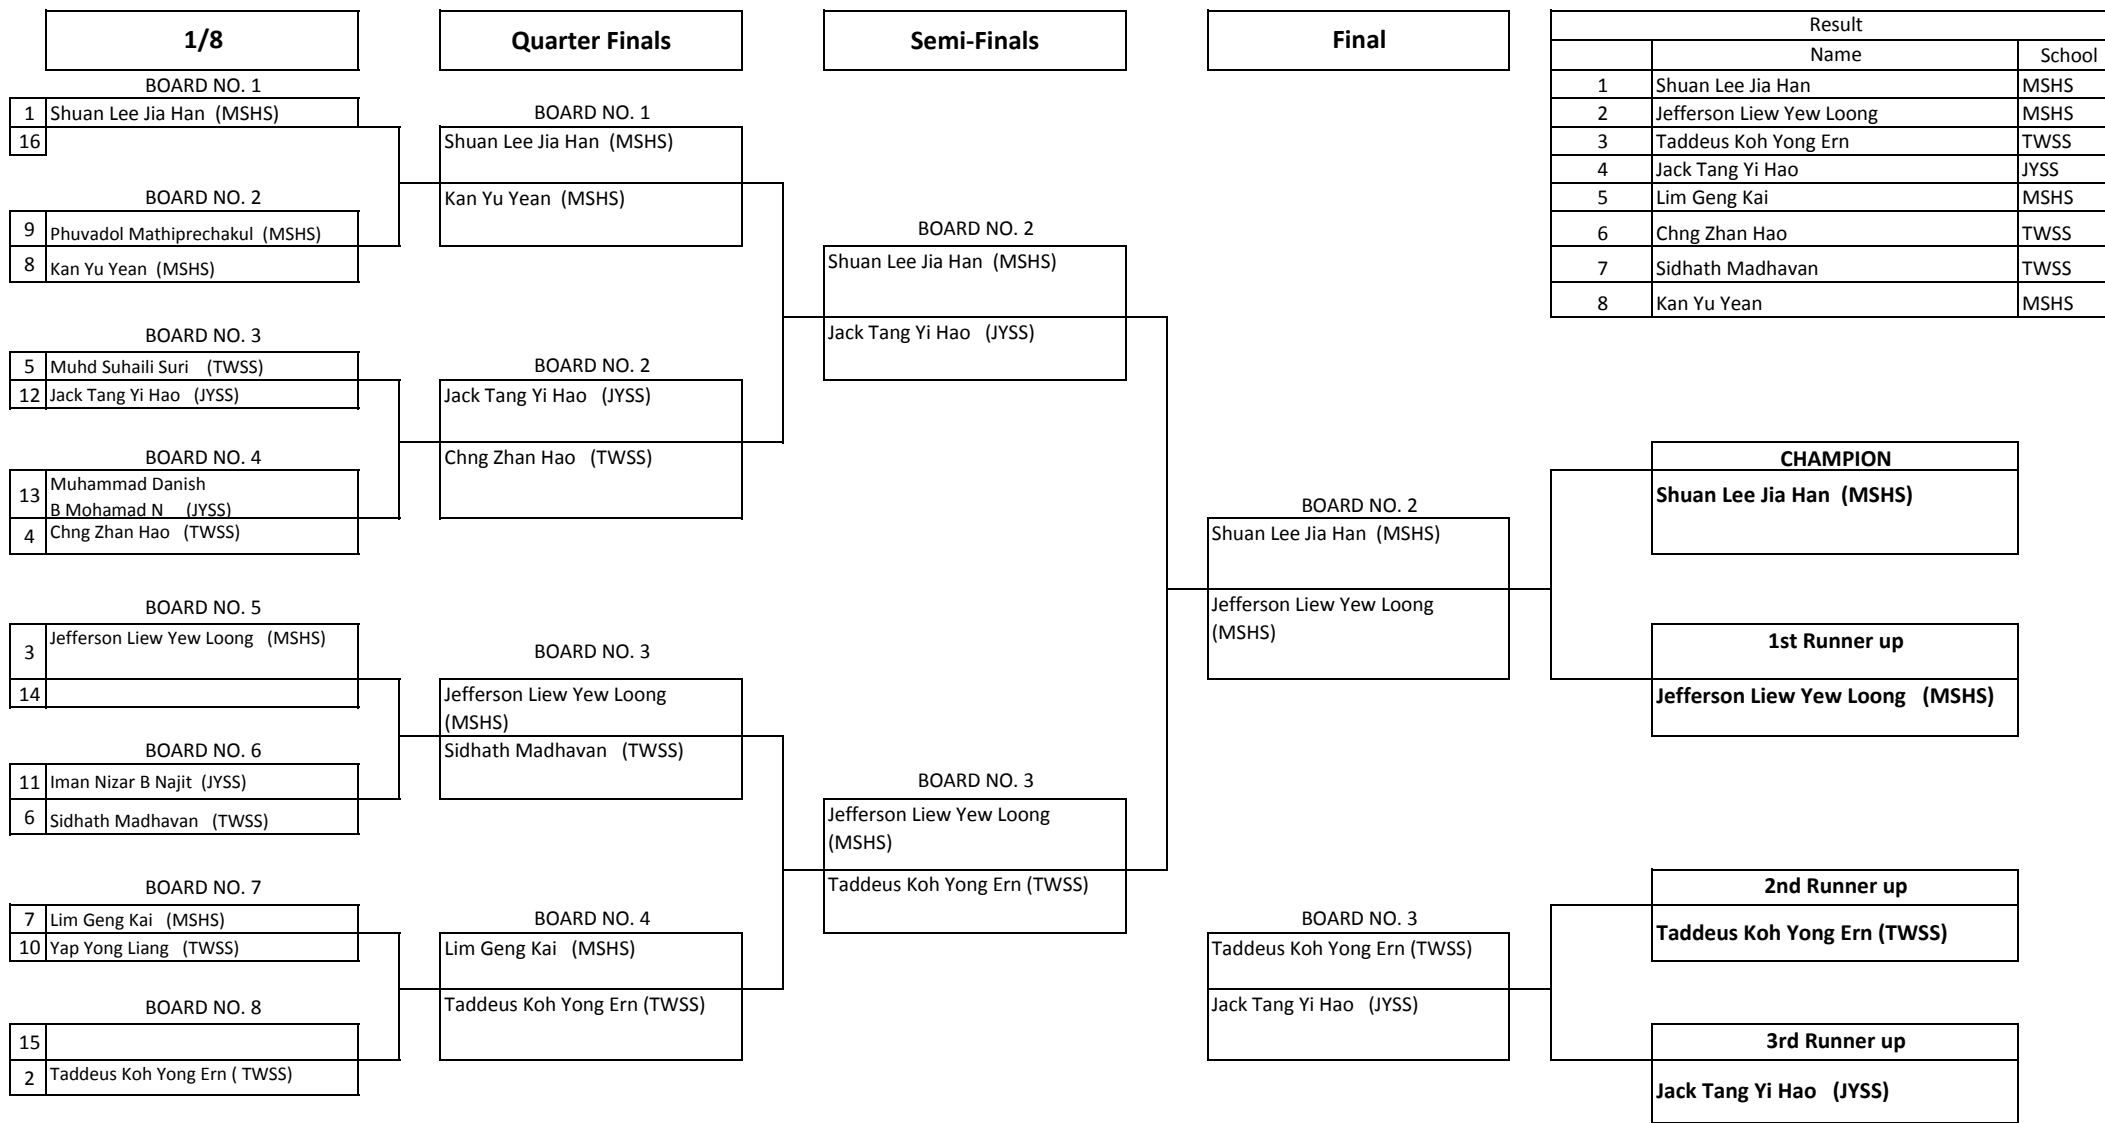 1/8
BOARD NO. 1
1 Shuan Lee Jia Han (MSHS)
16
BOARD NO. 2
9 Phuvadol Mathiprechakul (MSHS)
8 Kan Yu Yean (MSHS)
BOARD NO. 3
5 Muhd Suhaili Suri (TWSS)
12 Jack Tang Yi Hao (JYSS)
BOARD NO. 4
13 Muhammad Danish
B Mohamad N (JYSS)
4 Chng Zhan Hao (TWSS)
BOARD NO. 5
3 Jefferson Liew Yew Loong (MSHS)
14
BOARD NO. 6
11 Iman Nizar B Najit (JYSS)
6 Sidhath Madhavan (TWSS)
BOARD NO. 7
7 Lim Geng Kai (MSHS)
10 Yap Yong Liang (TWSS)
BOARD NO. 8
15
2 Taddeus Koh Yong Ern ( TWSS)
Quarter Finals
BOARD NO. 1
Shuan Lee Jia Han (MSHS)
Kan Yu Yean (MSHS)
BOARD NO. 2
Jack Tang Yi Hao (JYSS)
Chng Zhan Hao (TWSS)
BOARD NO. 3
Jefferson Liew Yew Loong
(MSHS)
Sidhath Madhavan (TWSS)
BOARD NO. 4
Lim Geng Kai (MSHS)
Taddeus Koh Yong Ern (TWSS)
Semi-Finals
BOARD NO. 2
Shuan Lee Jia Han (MSHS)
Jack Tang Yi Hao (JYSS)
BOARD NO. 3
Jefferson Liew Yew Loong
(MSHS)
Taddeus Koh Yong Ern (TWSS)
Final
BOARD NO. 2
Shuan Lee Jia Han (MSHS)
Jefferson Liew Yew Loong
(MSHS)
BOARD NO. 3
Taddeus Koh Yong Ern (TWSS)
Jack Tang Yi Hao (JYSS)
Result
Name School
1 Shuan Lee Jia Han MSHS
2 Jefferson Liew Yew Loong MSHS
3 Taddeus Koh Yong Ern TWSS
4 Jack Tang Yi Hao JYSS
5 Lim Geng Kai MSHS
6 Chng Zhan Hao TWSS
7 Sidhath Madhavan TWSS
8 Kan Yu Yean MSHS
CHAMPION
Shuan Lee Jia Han (MSHS)
1st Runner up
Jefferson Liew Yew Loong (MSHS)
2nd Runner up
Taddeus Koh Yong Ern (TWSS)
3rd Runner up
Jack Tang Yi Hao (JYSS)